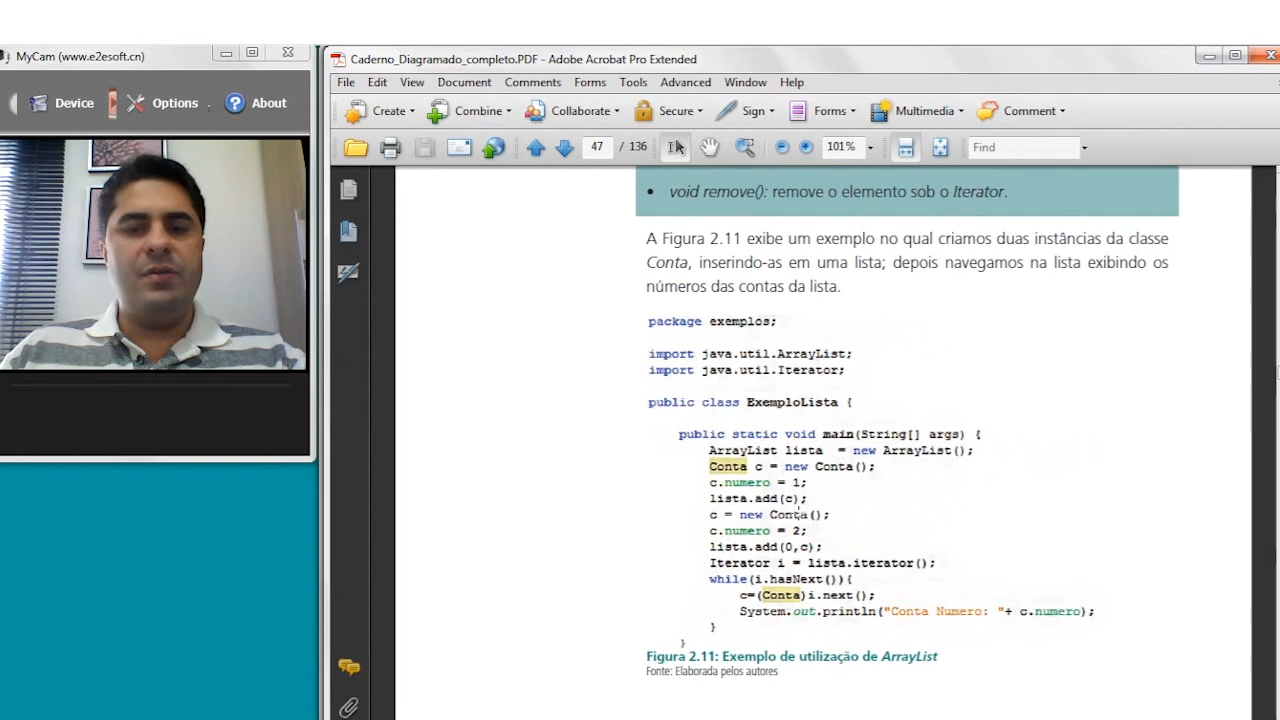 MyCam (www.e2esoft.cn)
Device
Options
About
Caderno_Diagramado_completo.PDF - Adobe Acrobat Pro Extended
File Edit View Document Comments Forms Tools Advanced Window Help
Create Combine Collaborate Secure Sign Forms Multimedia Comment
47 / 136 101% Find
• void remove(): remove o elemento sob o Iterator.
A Figura 2.11 exibe um exemplo no qual criamos duas instâncias da classe
Conta, inserindo-as em uma lista; depois navegamos na lista exibindo os
números das contas da lista.
package exemplos;
import java.util.ArrayList;
import java.util.Iterator;
public class ExemploLista {
public static void main(String[] args) {
ArrayList lista = new ArrayList();
Conta c = new Conta();
c.numero = 1;
lista.add(c);
c = new Conta();
c.numero = 2;
lista.add(0,c);
Iterator i = lista.iterator();
while(i.hasNext()){
c=(Conta)i.next();
System.out.println("Conta Numero: "+ c.numero);
}
}
Figura 2.11: Exemplo de utilização de ArrayList
Fonte: Elaborada pelos autores